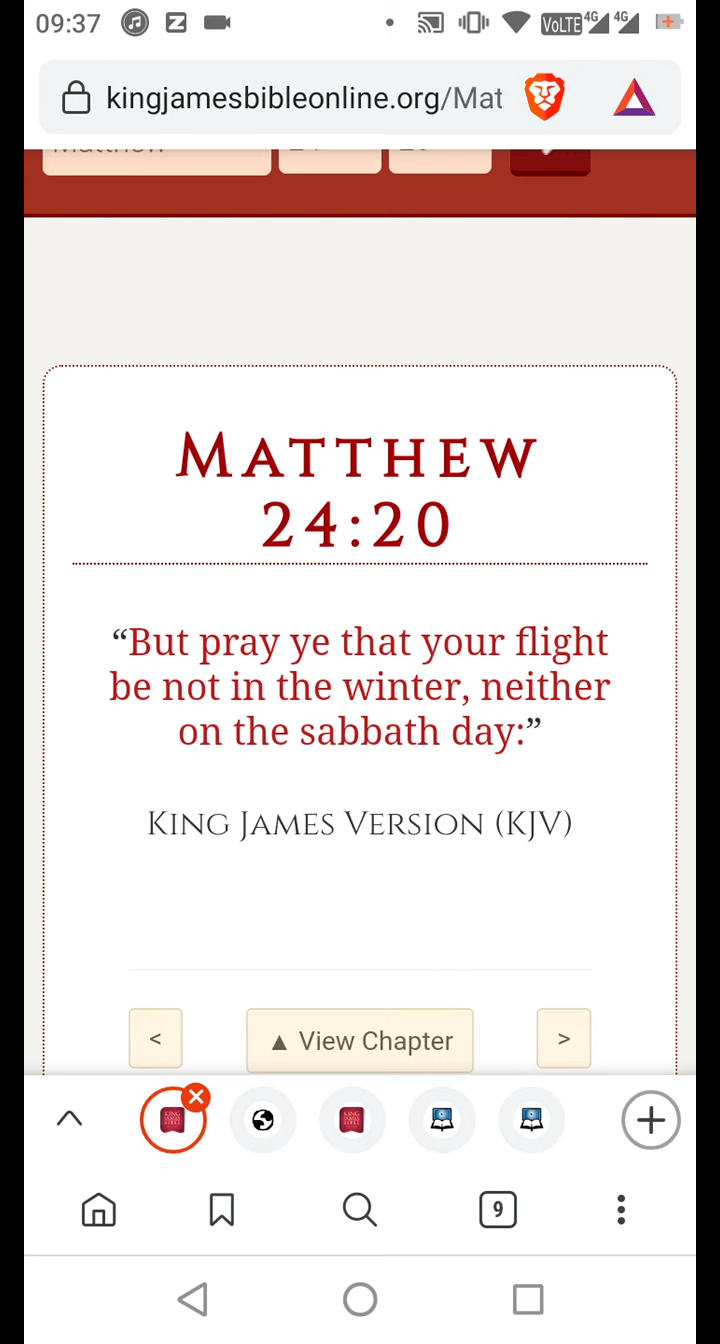 09:37
VoLTE 4G 4G
kingjamesbibleonline.org/Mat
MATTHEW
24:20
“But pray ye that your flight
be not in the winter, neither
on the sabbath day:”
KING JAMES VERSION (KJV)
< ▲ View Chapter >
9